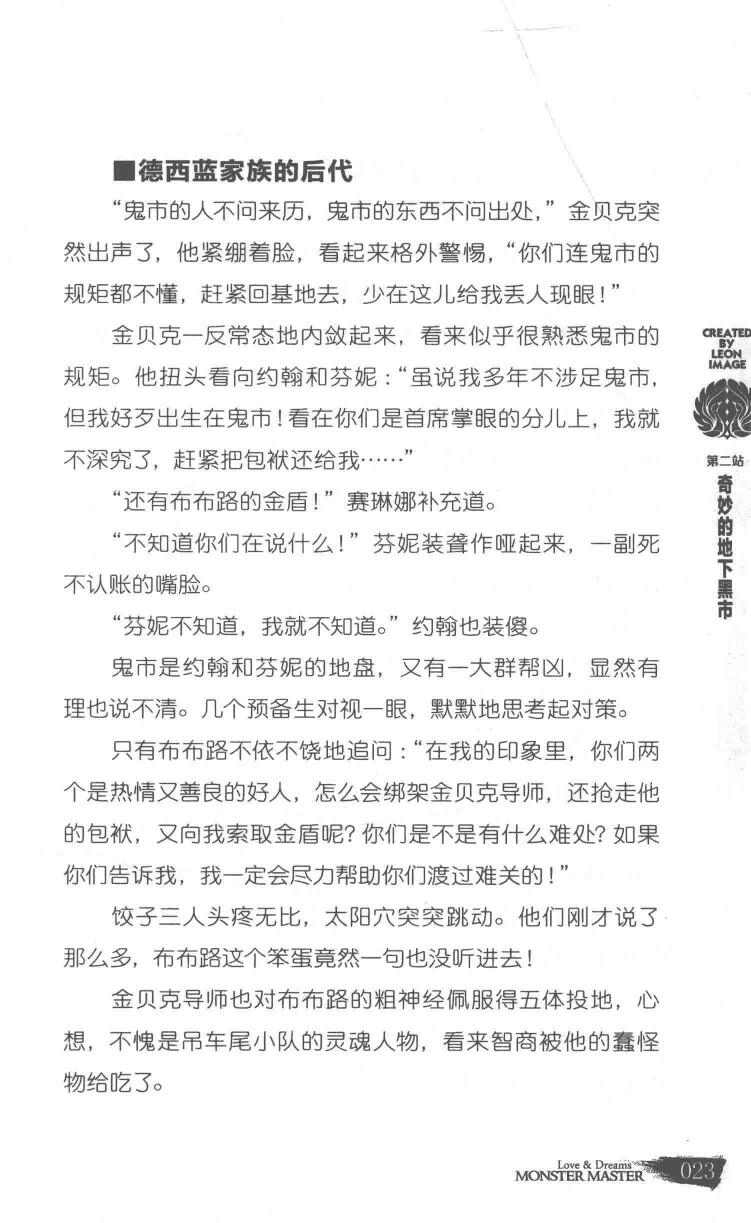 ■德西蓝家族的后代
“鬼市的人不问来历，鬼市的东西不问出处，”金贝克突
然出声了，他紧绷着脸，看起来格外警惕，“你们连鬼市的
规矩都不懂，赶紧回基地去，少在这儿给我丢人现眼！”
金贝克一反常态地内敛起来，看来似乎很熟悉鬼市的
规矩。他扭头看向约翰和芬妮：“虽说我多年不涉足鬼市，
但我好歹出生在鬼市！看在你们是首席掌眼的分儿上，我就
不深究了，赶紧把包袱还给我……”
“还有布布路的金盾！”赛琳娜补充道。
“不知道你们在说什么！”芬妮装聋作哑起来，一副死
不认账的嘴脸。
“芬妮不知道，我就不知道。”约翰也装傻。
鬼市是约翰和芬妮的地盘，又有一大群帮凶，显然有
理也说不清。几个预备生对视一眼，默默地思考起对策。
只有布布路不依不饶地追问：“在我的印象里，你们两
个是热情又善良的好人，怎么会绑架金贝克导师，还抢走他
的包袱，又向我索取金盾呢？你们是不是有什么难处？如果
你们告诉我，我一定会尽力帮助你们渡过难关的！”
饺子三人头疼无比，太阳穴突突跳动。他们刚才说了
那么多，布布路这个笨蛋竟然一句也没听进去！
金贝克导师也对布布路的粗神经佩服得五体投地，心
想，不愧是吊车尾小队的灵魂人物，看来智商被他的蠢怪
物给吃了。
CREATED
BY
LEON
IMAGE
第二站
奇妙的地下黑市
Love & Dreams
MONSTER MASTER
023